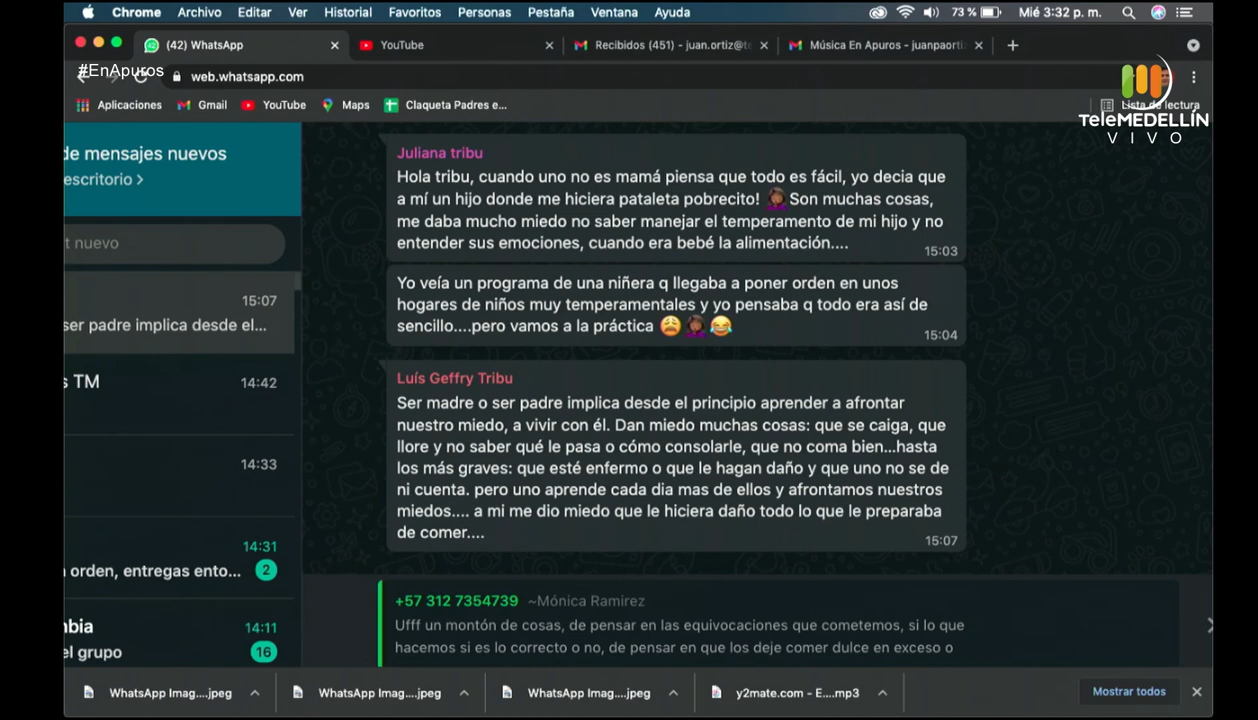 Chrome Archivo Editar Ver Historial Favoritos Personas Pestaña Ventana Ayuda 73 % Mié 3:32 p. m.
(42) WhatsApp YouTube Recibidos (451) - juan.ortiz@te Música En Apuros - juanpaorti
#EnApuros
web.whatsapp.com
Aplicaciones Gmail YouTube Maps Claqueta Padres e... Lista de lectura
TeleMEDELLÍN
VIVO
de mensajes nuevos
escritorio >
t nuevo
15:07
ser padre implica desde el...
s TM 14:42
14:33
14:31
orden, entregas ento... 2
nbia 14:11
el grupo 16
Juliana tribu
Hola tribu, cuando uno no es mamá piensa que todo es fácil, yo decia que
a mí un hijo donde me hiciera pataleta pobrecito! 🤦🏾‍♀️Son muchas cosas,
me daba mucho miedo no saber manejar el temperamento de mi hijo y no
entender sus emociones, cuando era bebé la alimentación....
15:03
Yo veía un programa de una niñera q llegaba a poner orden en unos
hogares de niños muy temperamentales y yo pensaba q todo era así de
sencillo....pero vamos a la práctica 😩🤦🏾‍♀️😂
15:04
Luís Geffry Tribu
Ser madre o ser padre implica desde el principio aprender a afrontar
nuestro miedo, a vivir con él. Dan miedo muchas cosas: que se caiga, que
llore y no saber qué le pasa o cómo consolarle, que no coma bien...hasta
los más graves: que esté enfermo o que le hagan daño y que uno no se de
ni cuenta. pero uno aprende cada dia mas de ellos y afrontamos nuestros
miedos.... a mi me dio miedo que le hiciera daño todo lo que le preparaba
de comer....
15:07
+57 312 7354739 ~Mónica Ramirez
Ufff un montón de cosas, de pensar en las equivocaciones que cometemos, si lo que
hacemos si es lo correcto o no, de pensar en que los deje comer dulce en exceso o
WhatsApp Imag....jpeg WhatsApp Imag....jpeg WhatsApp Imag....jpeg y2mate.com - E....mp3 Mostrar todos